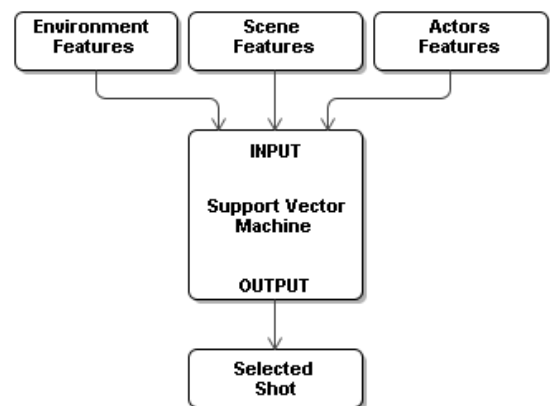 Environment
Features
Scene
Features
Actors
Features
INPUT
Support Vector
Machine
OUTPUT
Selected
Shot